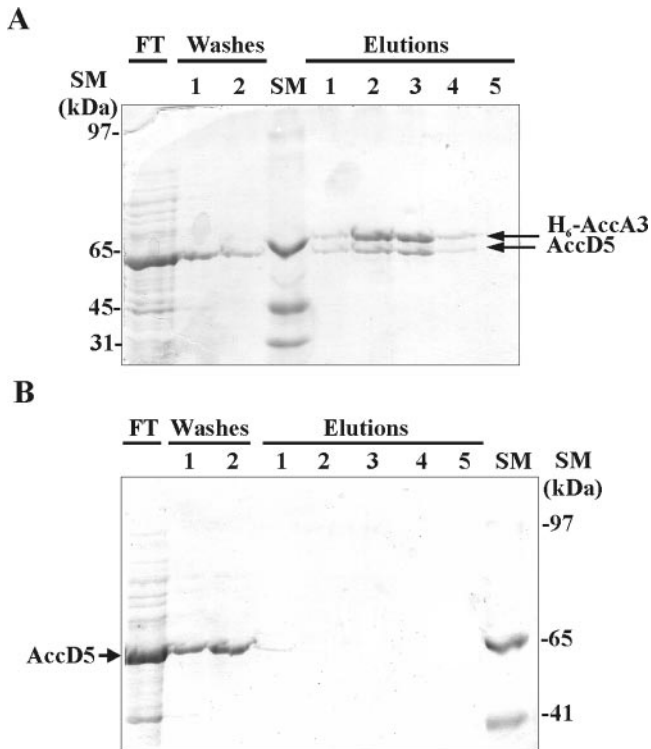 A
FT Washes Elutions
SM (kDa) 1 2 SM 1 2 3 4 5
97-
H₆-AccA3
65-
AccD5
45-
31-
B
FT Washes Elutions
1 2 1 2 3 4 5 SM SM (kDa)
-97
AccD5
-65
-41